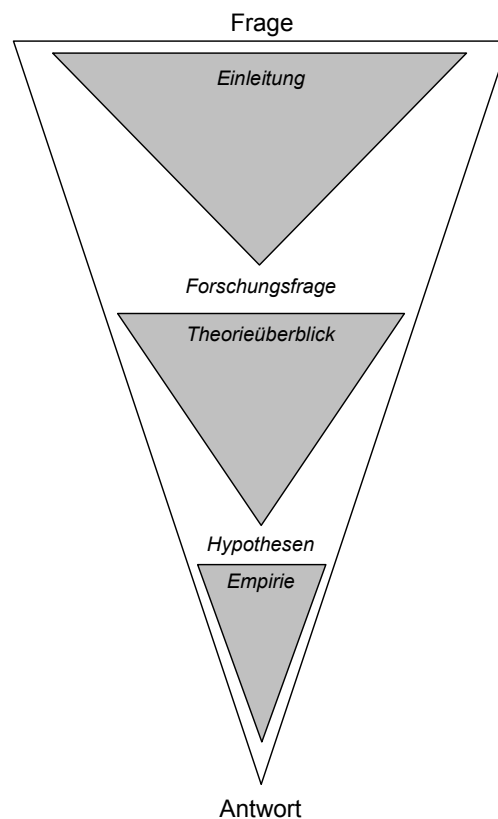 Frage
Einleitung
Forschungsfrage
Theorieüberblick
Hypothesen
Empirie
Antwort